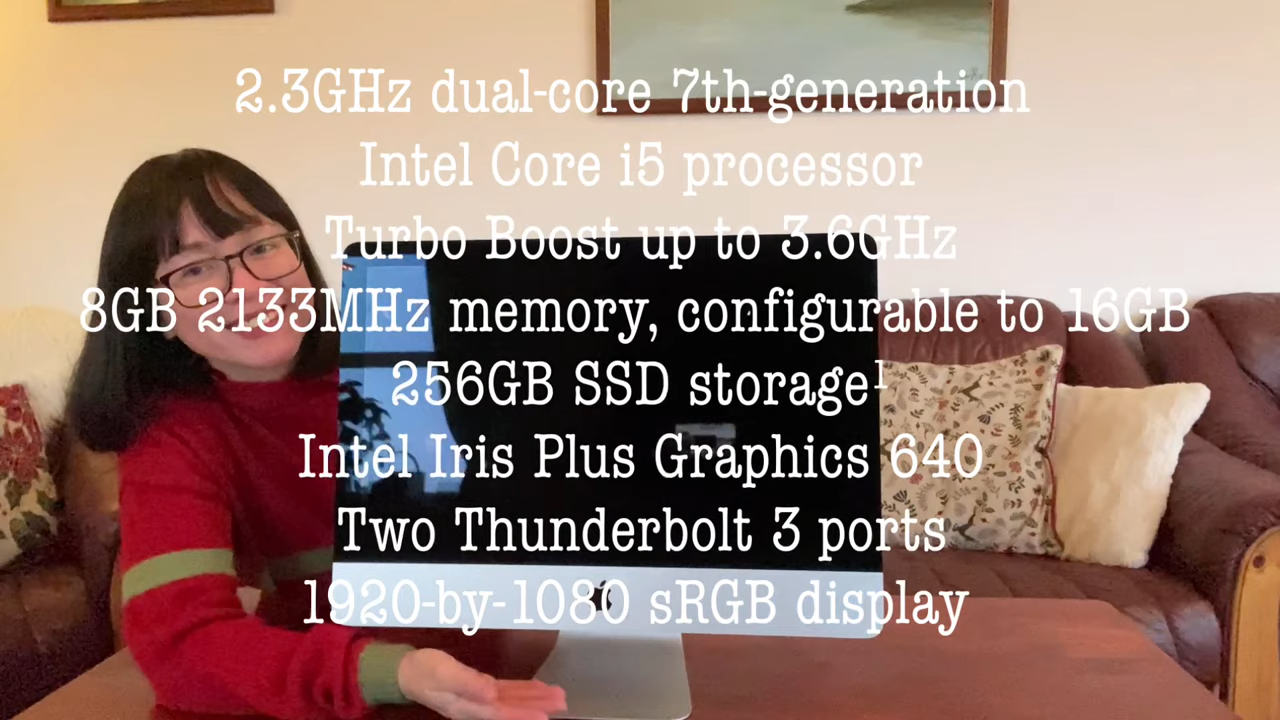 2.3GHz dual-core 7th-generation
Intel Core i5 processor
Turbo Boost up to 3.6GHz
8GB 2133MHz memory, configurable to 16GB
256GB SSD storage¹
Intel Iris Plus Graphics 640
Two Thunderbolt 3 ports
1920-by-1080 sRGB display